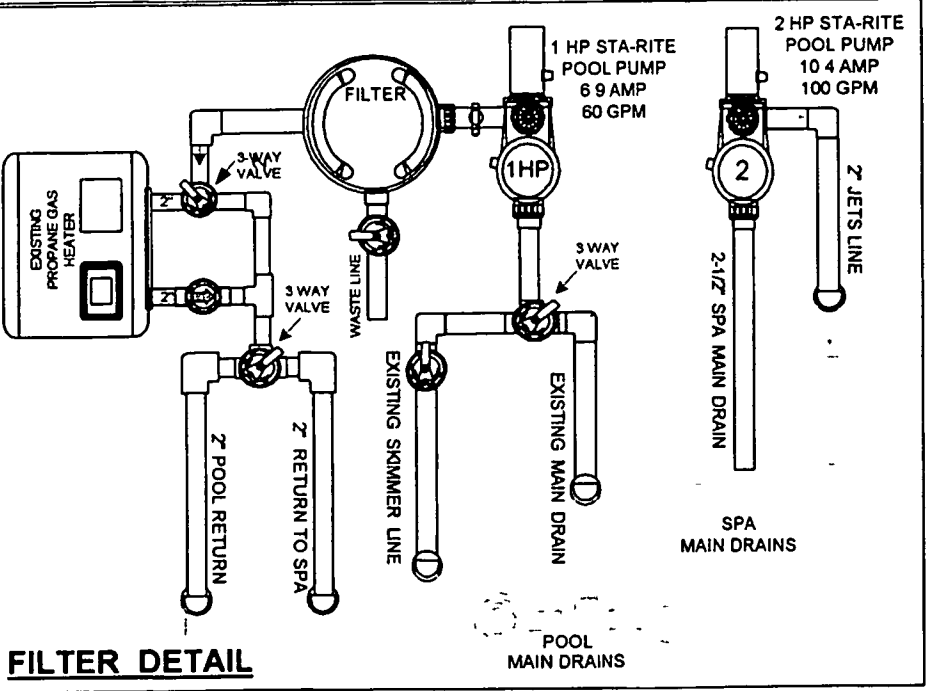 1 HP STA-RITE
POOL PUMP
6 9 AMP
60 GPM
2 HP STA-RITE
POOL PUMP
10 4 AMP
100 GPM
FILTER
3-WAY
VALVE
1HP
2
2"
EXISTING
PROPANE GAS
HEATER
2"
3 WAY
VALVE
WASTE LINE
3 WAY
VALVE
2" JETS LINE
2-1/2" SPA MAIN DRAIN
EXISTING SKIMMER LINE
EXISTING MAIN DRAIN
2" POOL RETURN
2" RETURN TO SPA
SPA
MAIN DRAINS
POOL
MAIN DRAINS
FILTER DETAIL